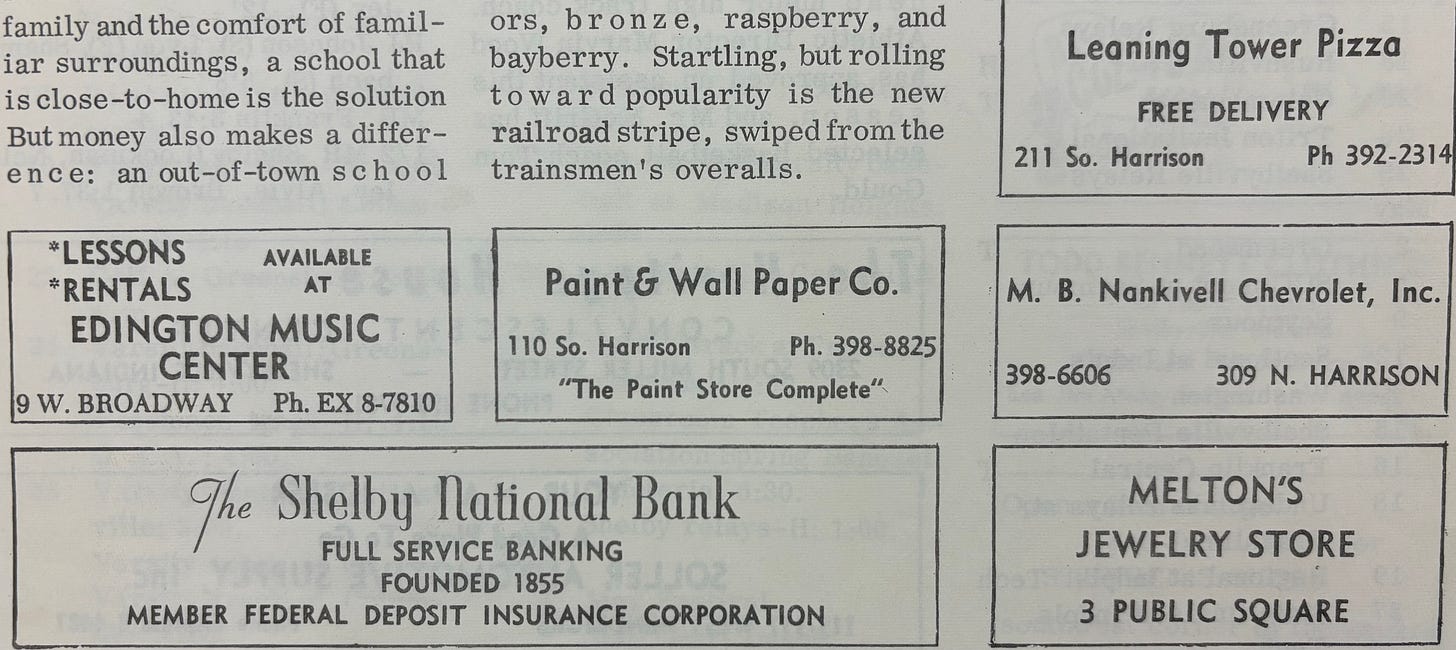 family and the comfort of famil-
iar surroundings, a school that
is close-to-home is the solution
But money also makes a differ-
ence: an out-of-town school
ors, bronze, raspberry, and
bayberry. Startling, but rolling
toward popularity is the new
railroad stripe, swiped from the
trainsmen's overalls.
Leaning Tower Pizza
FREE DELIVERY
211 So. Harrison Ph 392-2314
*LESSONS AVAILABLE
*RENTALS AT
EDINGTON MUSIC
CENTER
9 W. BROADWAY Ph. EX 8-7810
Paint & Wall Paper Co.
110 So. Harrison Ph. 398-8825
"The Paint Store Complete"
M. B. Nankivell Chevrolet, Inc.
398-6606 309 N. HARRISON
The Shelby National Bank
FULL SERVICE BANKING
FOUNDED 1855
MEMBER FEDERAL DEPOSIT INSURANCE CORPORATION
MELTON'S
JEWELRY STORE
3 PUBLIC SQUARE